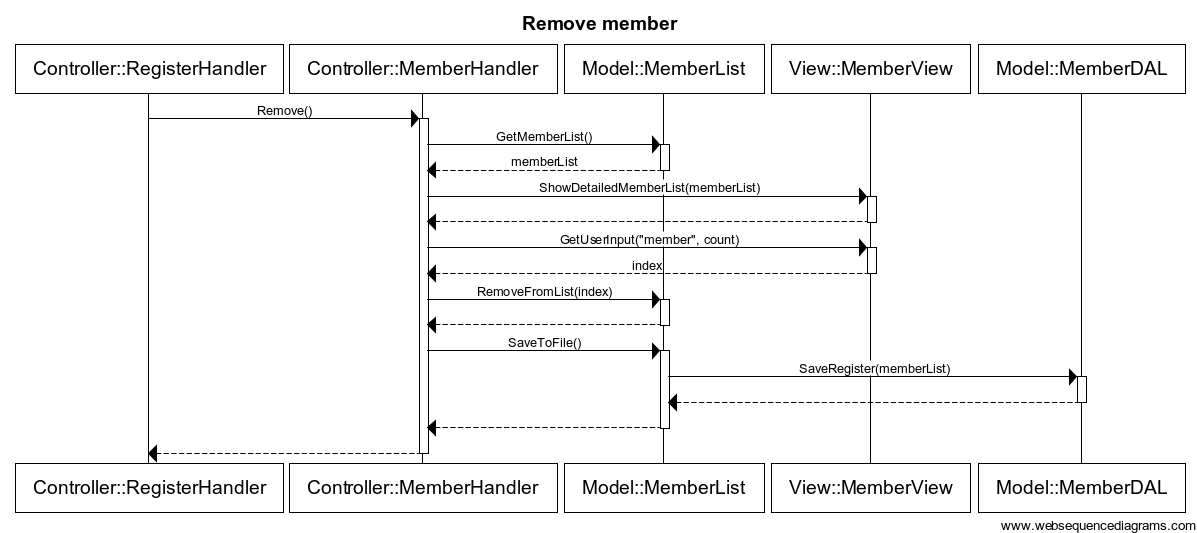 Remove member
Controller::RegisterHandler Controller::MemberHandler Model::MemberList View::MemberView Model::MemberDAL
Remove()
GetMemberList()
memberList
ShowDetailedMemberList(memberList)
GetUserInput("member", count)
index
RemoveFromList(index)
SaveToFile()
SaveRegister(memberList)
Controller::RegisterHandler Controller::MemberHandler Model::MemberList View::MemberView Model::MemberDAL
www.websequencediagrams.com